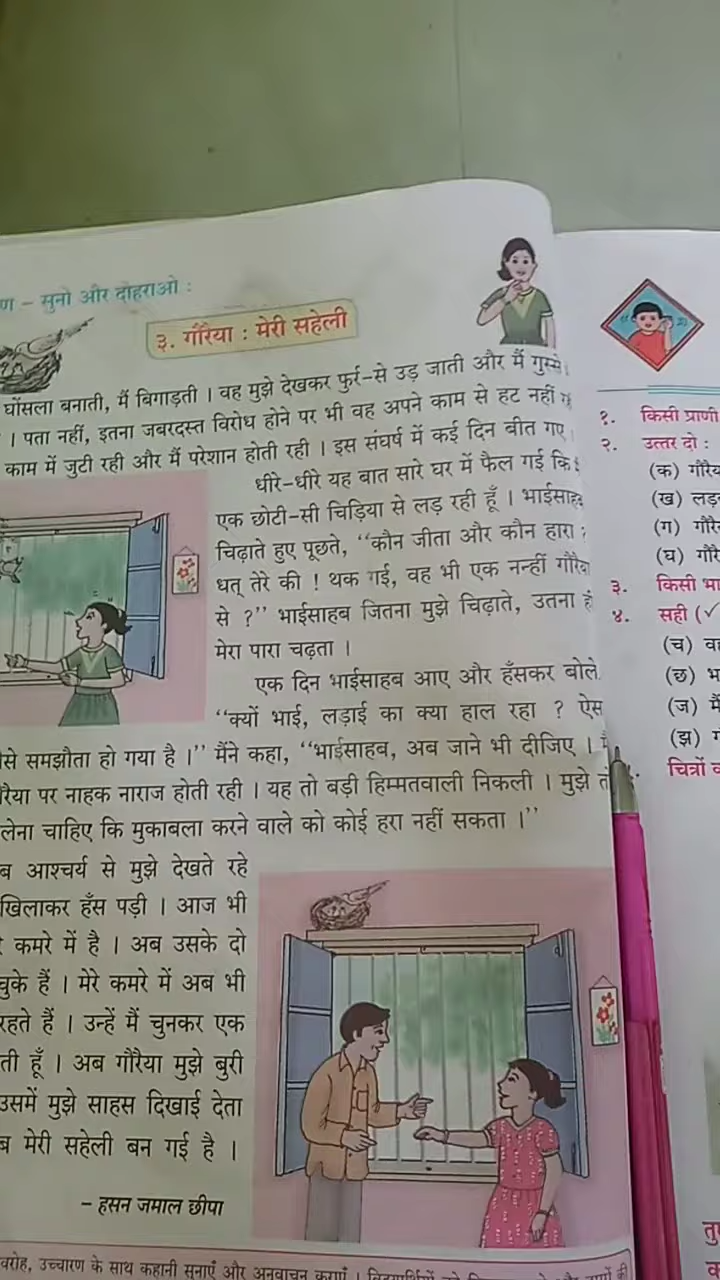 – सुनो और दोहराओ :
३. गौरैया : मेरी सहेली
घोंसला बनाती, मैं बिगाड़ती । वह मुझे देखकर फुर्र-से उड़ जाती और मैं गुस्से
। पता नहीं, इतना जबरदस्त विरोध होने पर भी वह अपने काम से हट नहीं
काम में जुटी रही और मैं परेशान होती रही । इस संघर्ष में कई दिन बीत गए
धीरे-धीरे यह बात सारे घर में फैल गई कि
एक छोटी-सी चिड़िया से लड़ रही हूँ । भाईसाहब
चिढ़ाते हुए पूछते, “कौन जीता और कौन हारा
धत् तेरे की ! थक गई, वह भी एक नन्हीं गौरैया
से ?” भाईसाहब जितना मुझे चिढ़ाते, उतना
मेरा पारा चढ़ता ।
एक दिन भाईसाहब आए और हँसकर बोले
“क्यों भाई, लड़ाई का क्या हाल रहा ? ऐस
से समझौता हो गया है ।” मैंने कहा, “भाईसाहब, अब जाने भी दीजिए ।
रैया पर नाहक नाराज होती रही । यह तो बड़ी हिम्मतवाली निकली । मुझे
लेना चाहिए कि मुकाबला करने वाले को कोई हरा नहीं सकता ।”
ब आश्चर्य से मुझे देखते रहे
खिलाकर हँस पड़ी । आज भी
कमरे में है । अब उसके दो
चुके हैं । मेरे कमरे में अब भी
रहते हैं । उन्हें मैं चुनकर एक
ती हूँ । अब गौरैया मुझे बुरी
उसमें मुझे साहस दिखाई देता
ब मेरी सहेली बन गई है ।
– हसन जमाल छीपा
उच्चारण के साथ कहानी सुनाएँ और अनुवाचन कराएँ ।
१. किसी प्राणी
२. उत्तर दो :
(क) गौरैय
(ख) लड़
(ग) गौरै
(घ) गौरै
३. किसी भा
४. सही (✓
(च) व
(छ) भ
(ज) मैं
(झ) ग
चित्रों